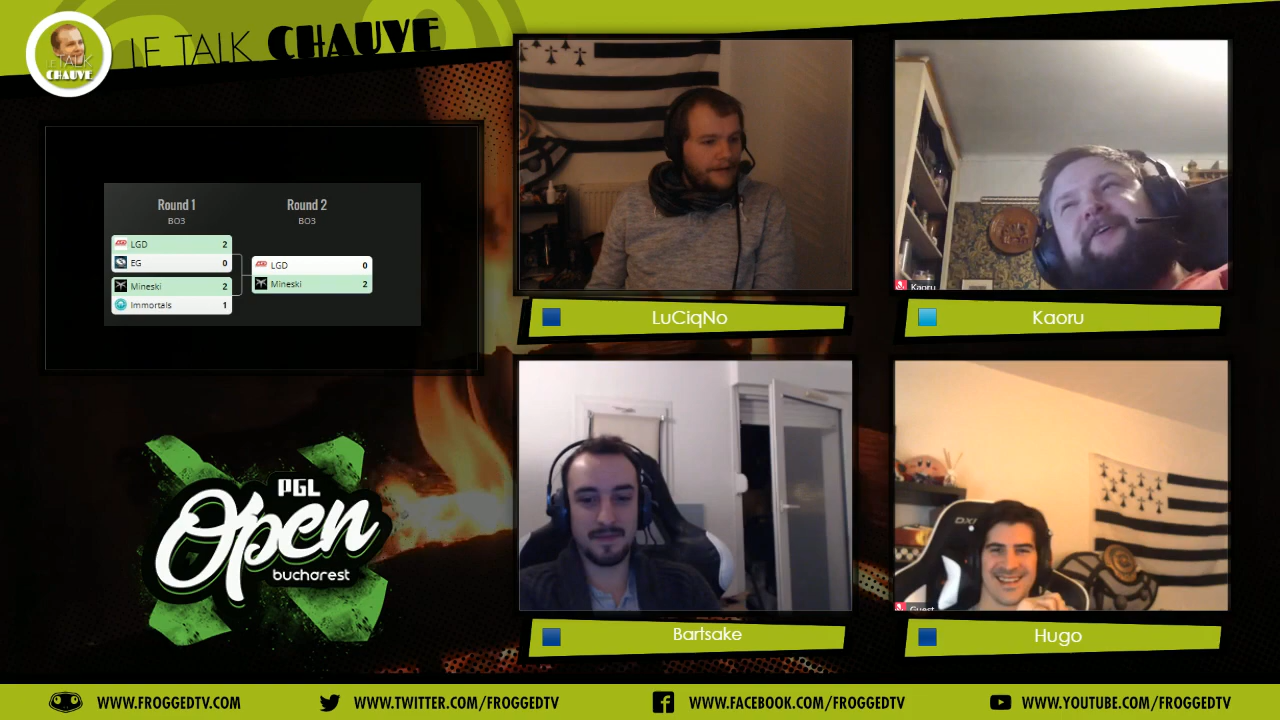 LE TALK CHAUVE
LE TALK
CHAUVE
Round 1
BO3
Round 2
BO3
LGD 2
EG 0
Mineski 2
Immortals 1
LGD 0
Mineski 2
PGL
Open
bucharest
Kaoru
LuCiqNo
Kaoru
DX
Guest
Bartsake
Hugo
WWW.FROGGEDTV.COM
WWW.TWITTER.COM/FROGGEDTV
WWW.FACEBOOK.COM/FROGGEDTV
WWW.YOUTUBE.COM/FROGGEDTV